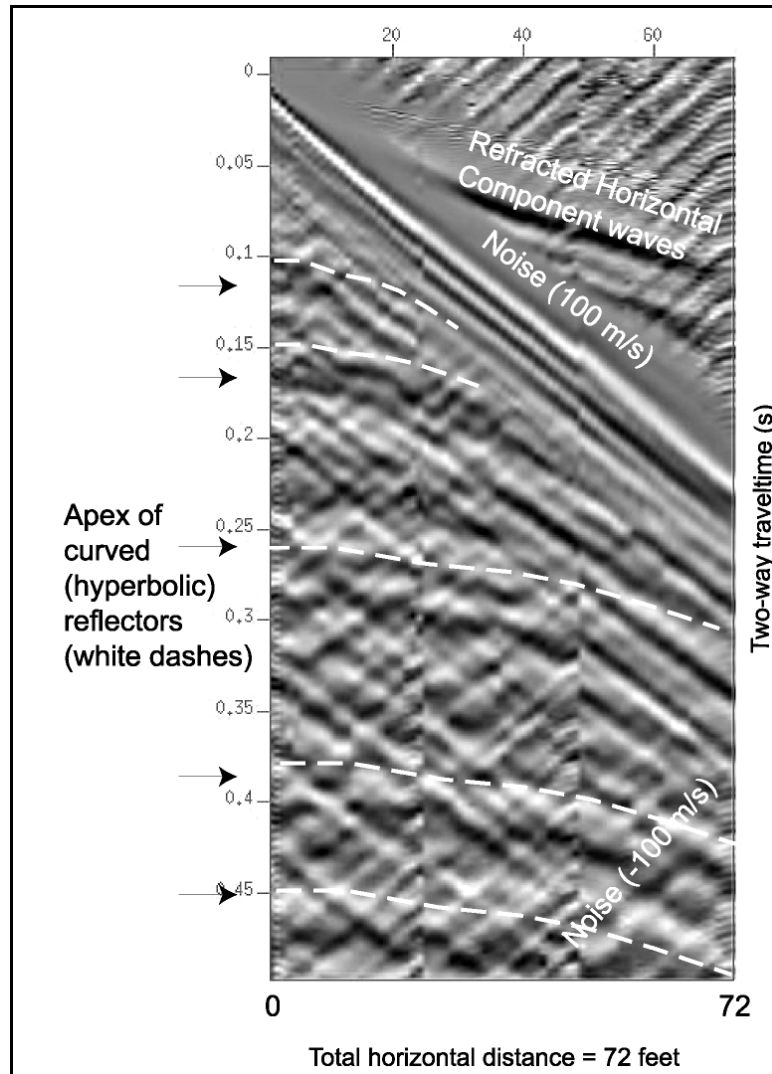 20 40 60
0
0.05
0.1
0.15
0.2
0.25
0.3
0.35
0.4
0.45
Refracted Horizontal
Component waves
Noise (100 m/s)
Apex of
curved
(hyperbolic)
reflectors
(white dashes)
Two-way traveltime (s)
Noise (-100 m/s)
0 72
Total horizontal distance = 72 feet